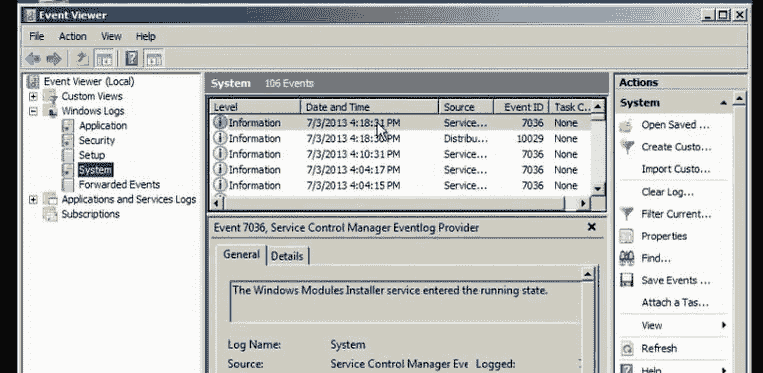 Event Viewer
File Action View Help
Event Viewer (Local)
Custom Views
Windows Logs
Application
Security
Setup
System
Forwarded Events
Applications and Services Logs
Subscriptions
System 106 Events
Level Date and Time Source Event ID Task C...
Information 7/3/2013 4:18:31 PM Service... 7036 None
Information 7/3/2013 4:18:30 PM Distribu... 10029 None
Information 7/3/2013 4:10:31 PM Service... 7036 None
Information 7/3/2013 4:04:17 PM Service... 7036 None
Information 7/3/2013 4:04:15 PM Service... 7036 None
Event 7036, Service Control Manager Eventlog Provider
General Details
The Windows Modules Installer service entered the running state.
Log Name: System
Source: Service Control Manager Eve Logged:
Actions
System
Open Saved ...
Create Custo...
Import Custo...
Clear Log...
Filter Current...
Properties
Find...
Save Events ...
Attach a Tas...
View
Refresh
Help